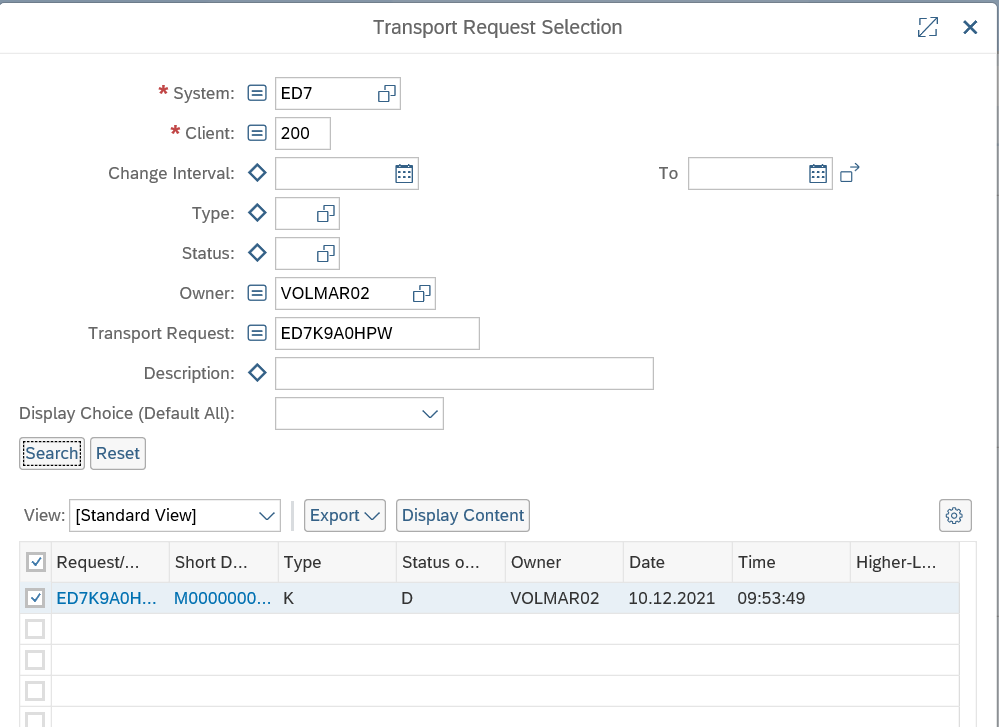 Transport Request Selection
* System: ED7
* Client: 200
Change Interval: To
Type:
Status:
Owner: VOLMAR02
Transport Request: ED7K9A0HPW
Description:
Display Choice (Default All):
Search Reset
View: [Standard View] Export Display Content
Request/... Short D... Type Status o... Owner Date Time Higher-L...
ED7K9A0H... M0000000... K D VOLMAR02 10.12.2021 09:53:49